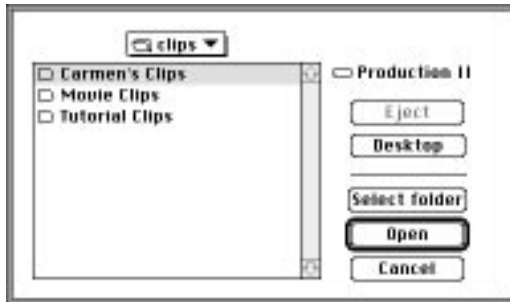 clips
Carmen's Clips
Movie Clips
Tutorial Clips
Production II
Eject
Desktop
Select folder
Open
Cancel